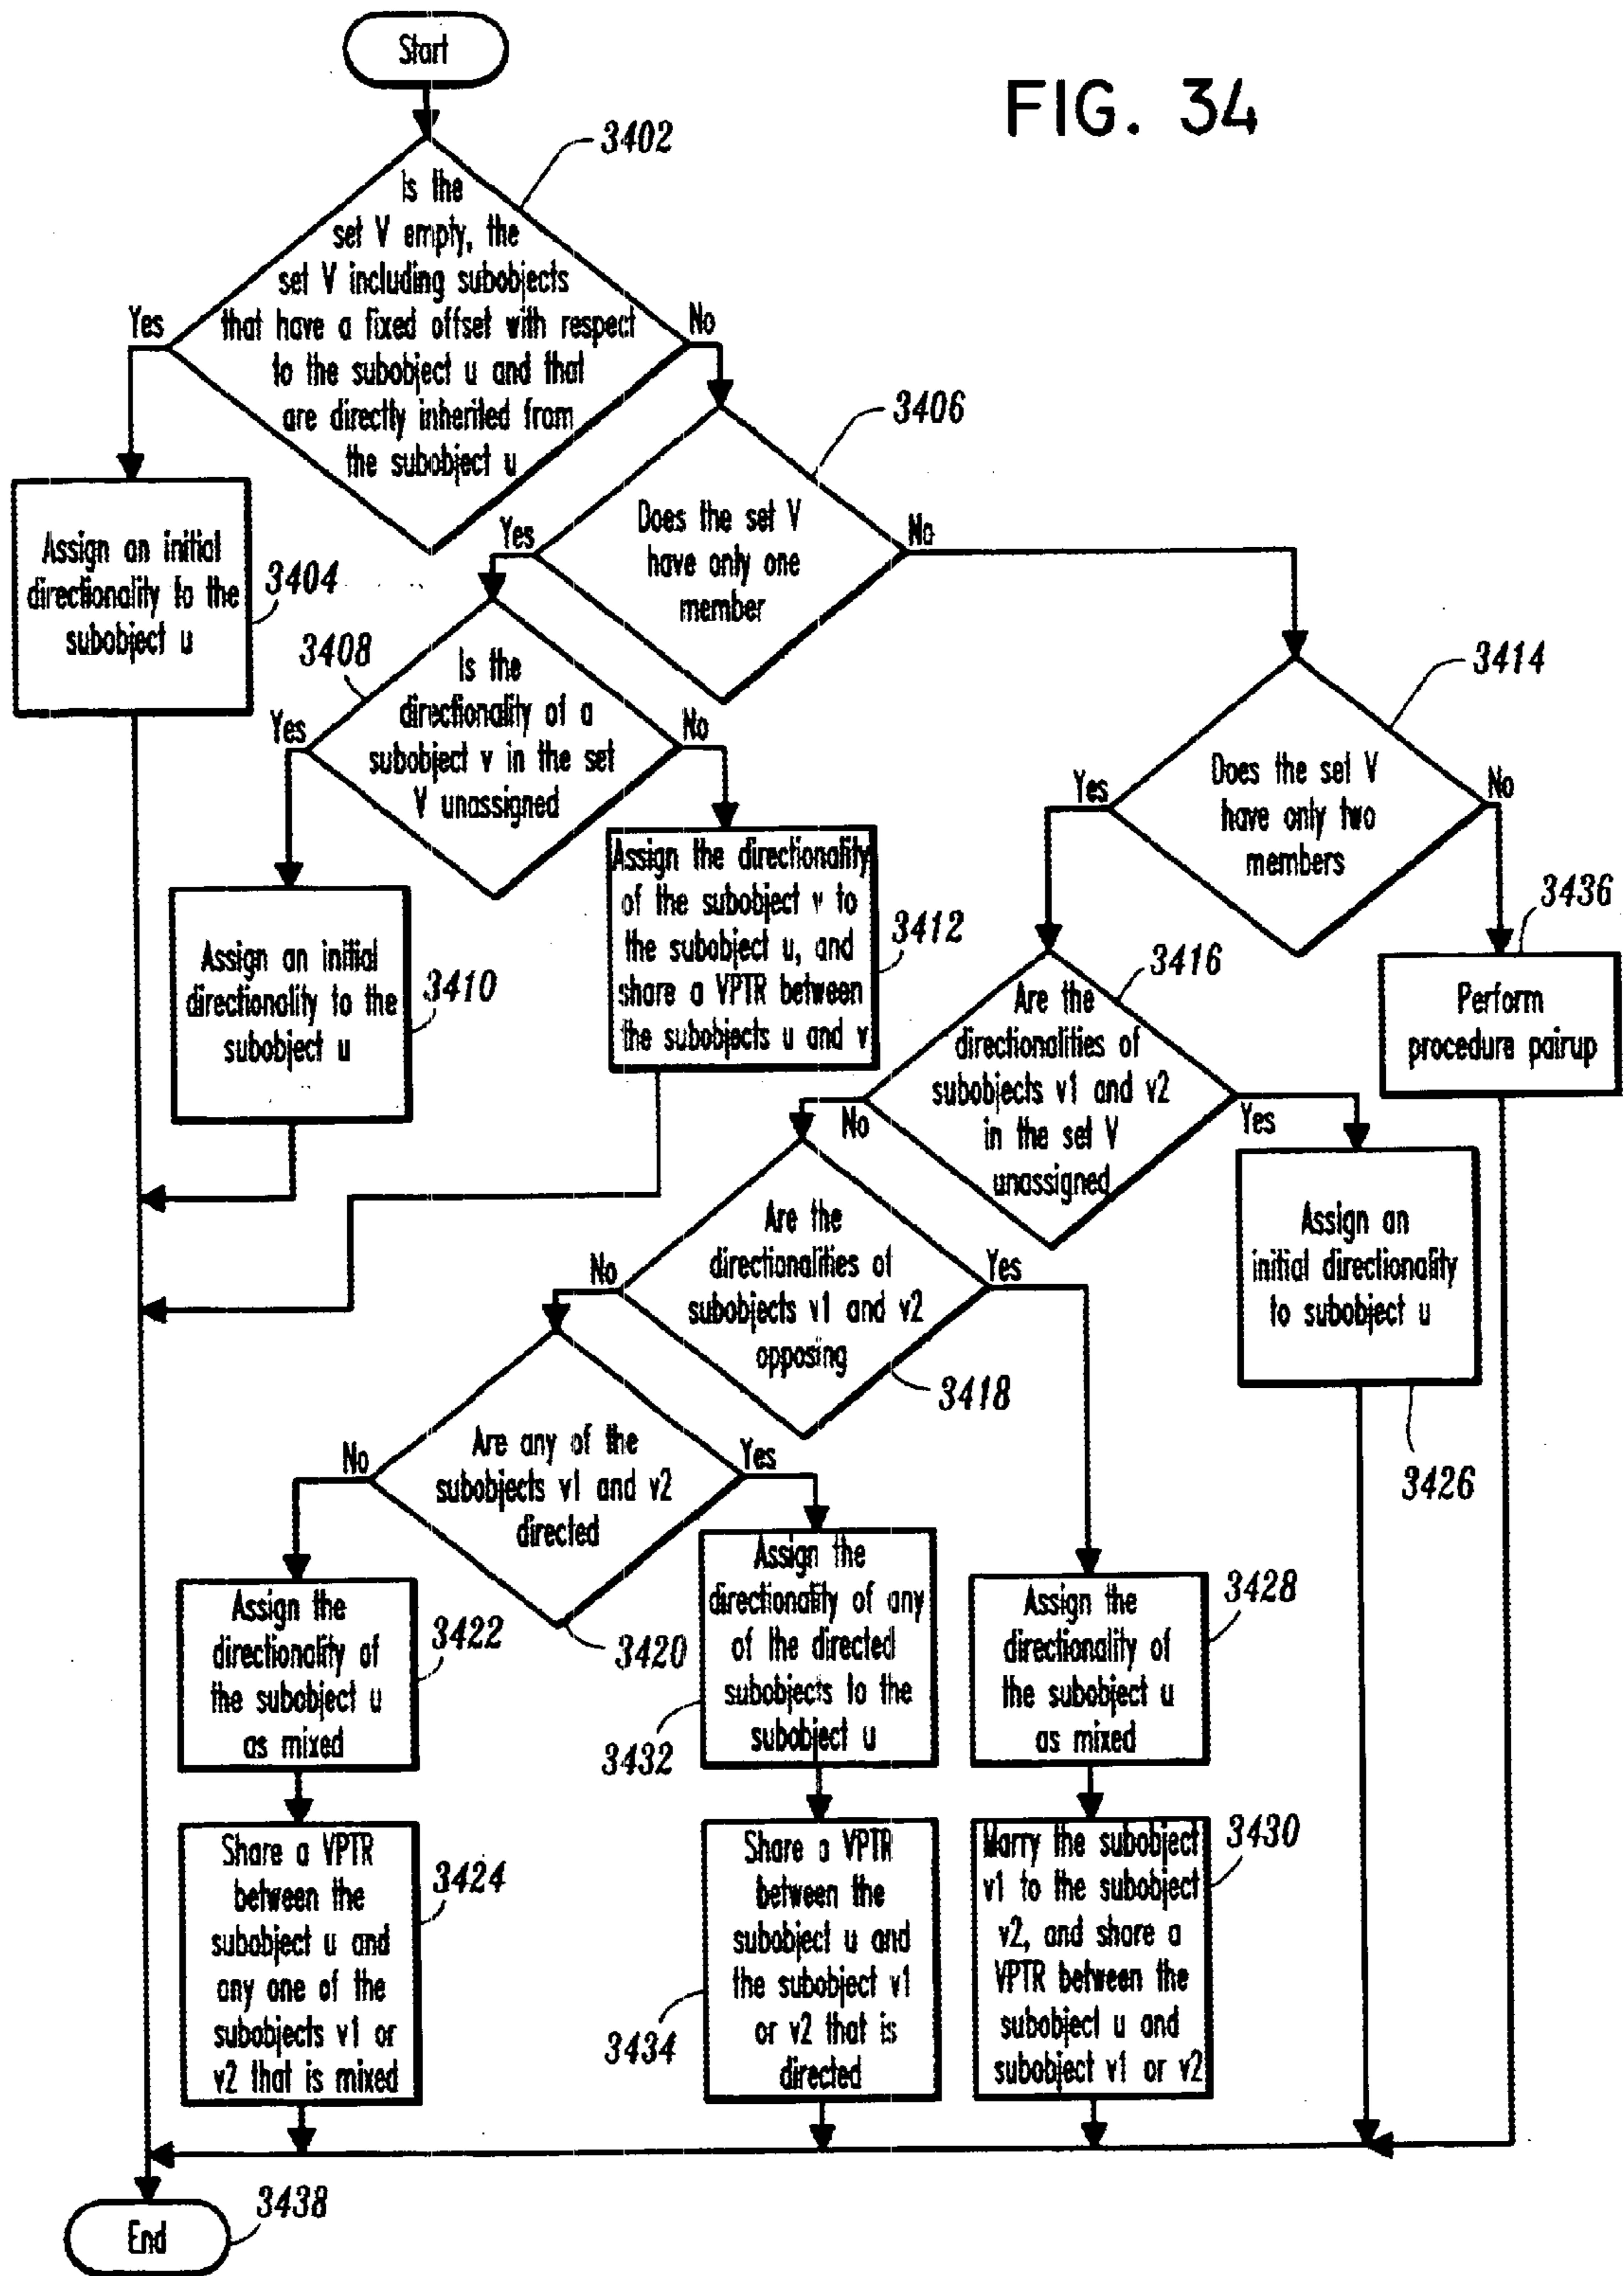 Start
FIG. 34
3402
Is the
set V empty, the
set V including subobjects
that have a fixed offset with respect
to the subobject u and that
are directly inherited from
the subobject u
Yes
No
3406
Does the set V
have only one
member
Yes
No
Assign an initial
directionality to the
subobject u
3404
3408
Is the
directionality of a
subobject v in the set
V unassigned
Yes
No
3414
Does the set V
have only two
members
Yes
No
Assign an initial
directionality to the
subobject u
3410
Assign the directionality
of the subobject v to
the subobject u, and
share a VPTR between
the subobjects u and v
3412
3436
Perform
procedure pairup
3416
Are the
directionalities of
subobjects v1 and v2
in the set V
unassigned
No
Yes
Are the
directionalities of
subobjects v1 and v2
opposing
No
Yes
3418
Assign an
initial directionality
to subobject u
3426
Are any of the
subobjects v1 and v2
directed
No
Yes
3420
Assign the
directionality of
the subobject u
as mixed
3422
Assign the
directionality of any
of the directed
subobjects to the
subobject u
3432
Assign the
directionality of
the subobject u
as mixed
3428
Share a VPTR
between the
subobject u and
any one of the
subobjects v1 or
v2 that is mixed
3424
Share a VPTR
between the
subobject u and
the subobject v1
or v2 that is
directed
3434
Marry the subobject
v1 to the subobject
v2, and share a
VPTR between the
subobject u and
subobject v1 or v2
3430
End
3438